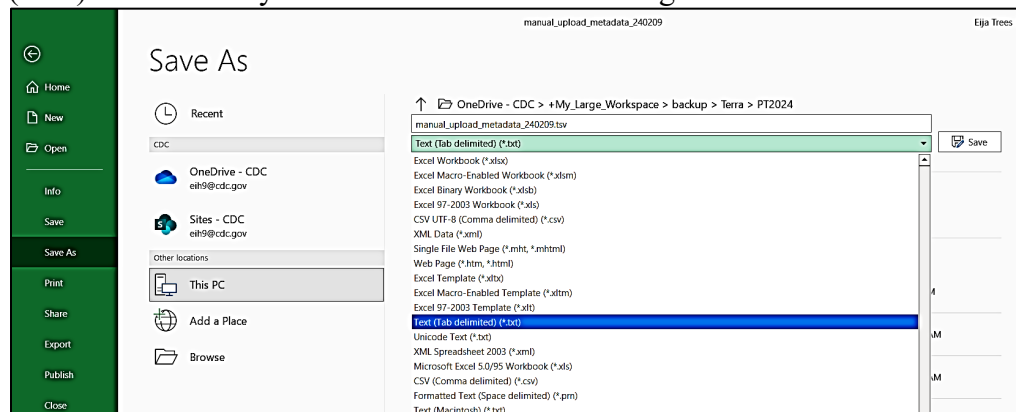 manual_upload_metadata_240209
Eija Trees
Save As
Home
New
Open
Info
Save
Save As
Print
Share
Export
Publish
Close
Recent
CDC
OneDrive - CDC
eih9@cdc.gov
Sites - CDC
eih9@cdc.gov
Other locations
This PC
Add a Place
Browse
OneDrive - CDC > +My_Large_Workspace > backup > Terra > PT2024
manual_upload_metadata_240209.tsv
Text (Tab delimited) (*.txt)
Save
Excel Workbook (*.xlsx)
Excel Macro-Enabled Workbook (*.xlsm)
Excel Binary Workbook (*.xlsb)
Excel 97-2003 Workbook (*.xls)
CSV UTF-8 (Comma delimited) (*.csv)
XML Data (*.xml)
Single File Web Page (*.mht, *.mhtml)
Web Page (*.htm, *.html)
Excel Template (*.xltx)
Excel Macro-Enabled Template (*.xltm)
Excel 97-2003 Template (*.xlt)
Text (Tab delimited) (*.txt)
Unicode Text (*.txt)
XML Spreadsheet 2003 (*.xml)
Microsoft Excel 5.0/95 Workbook (*.xls)
CSV (Comma delimited) (*.csv)
Formatted Text (Space delimited) (*.prn)
Text (Macintosh) (*.txt)